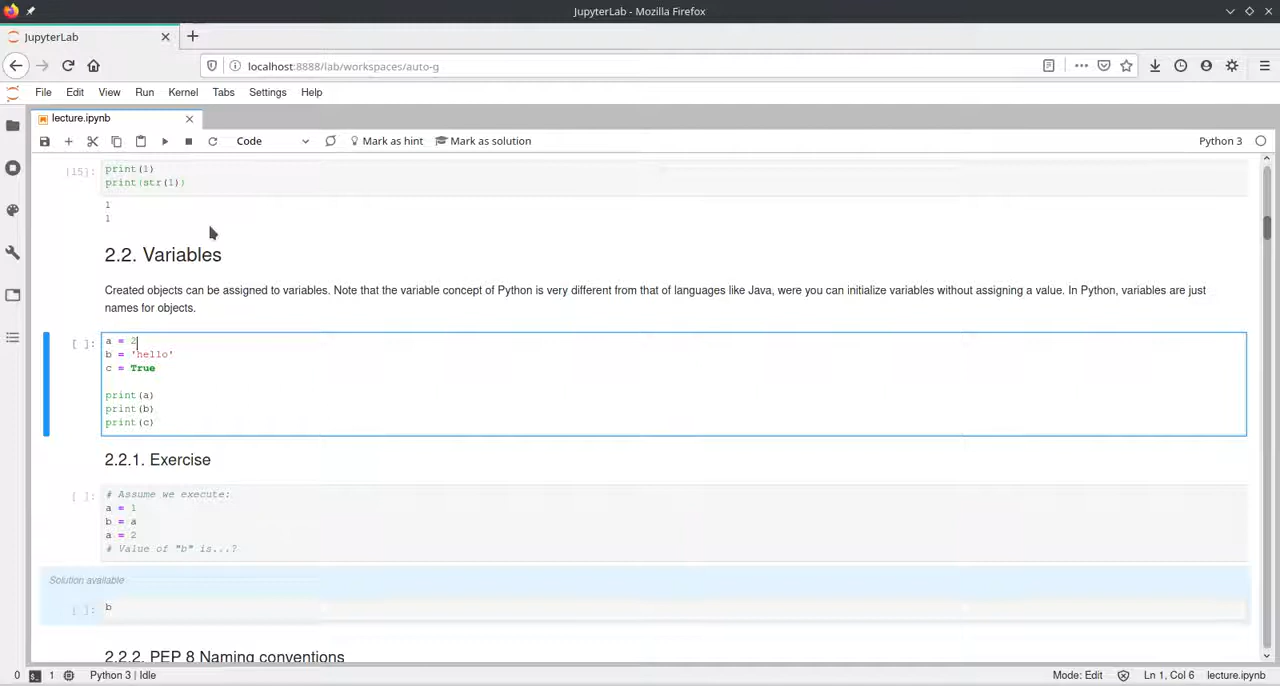 JupyterLab - Mozilla Firefox
JupyterLab
localhost:8888/lab/workspaces/auto-g
File Edit View Run Kernel Tabs Settings Help
lecture.ipynb
Code Mark as hint Mark as solution Python 3
[15]: print(1)
print(str(1))
1
1
2.2. Variables
Created objects can be assigned to variables. Note that the variable concept of Python is very different from that of languages like Java, were you can initialize variables without assigning a value. In Python, variables are just
names for objects.
[ ]: a = 2
b = 'hello'
c = True
print(a)
print(b)
print(c)
2.2.1. Exercise
[ ]: # Assume we execute:
a = 1
b = a
a = 2
# Value of "b" is...?
Solution available
[ ]: b
2.2.2. PEP 8 Naming conventions
0 1 Python 3 | Idle Mode: Edit Ln 1, Col 6 lecture.ipynb